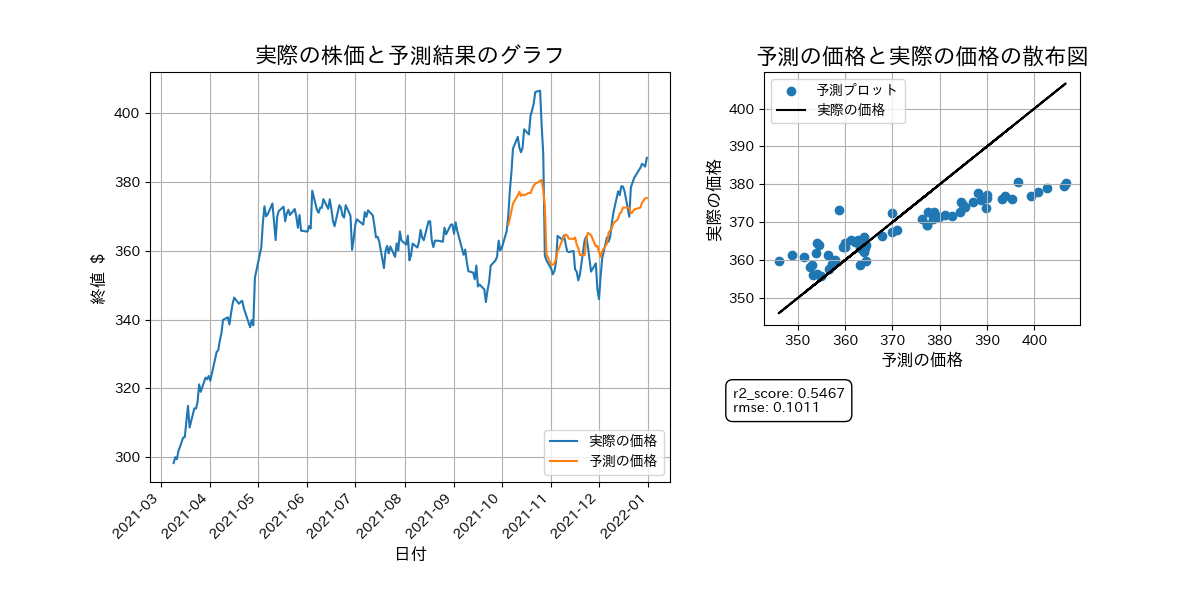 実際の株価と予測結果のグラフ
終値 $
400
380
360
340
320
300
2021-03
2021-04
2021-05
2021-06
2021-07
2021-08
2021-09
2021-10
2021-11
2021-12
2022-01
日付
実際の価格
予測の価格
予測の価格と実際の価格の散布図
予測プロット
実際の価格
実際の価格
400
390
380
370
360
350
350
360
370
380
390
400
予測の価格
r2_score: 0.5467
rmse: 0.1011